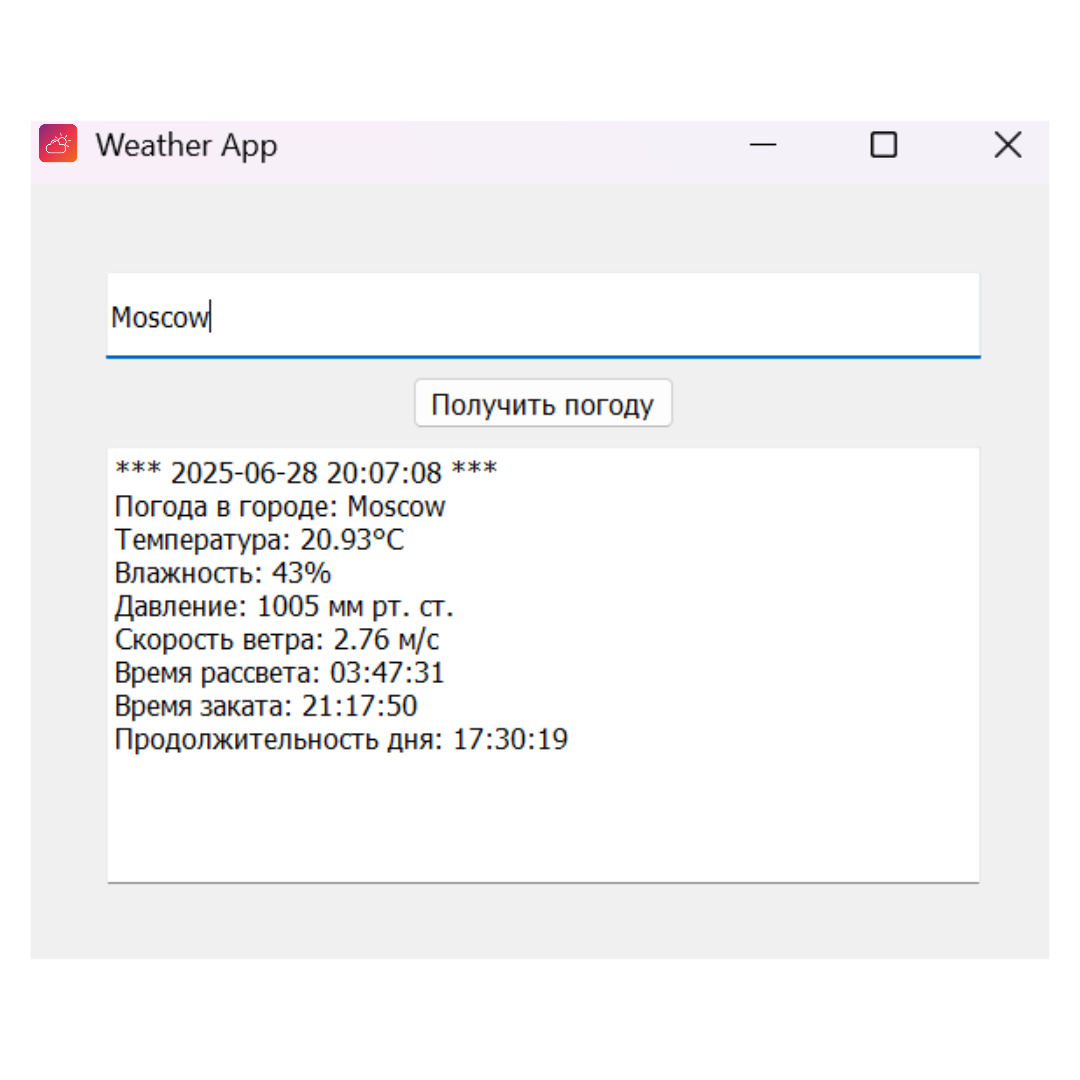 Weather App
Moscow
Получить погоду
*** 2025-06-28 20:07:08 ***
Погода в городе: Moscow
Температура: 20.93°C
Влажность: 43%
Давление: 1005 мм рт. ст.
Скорость ветра: 2.76 м/с
Время рассвета: 03:47:31
Время заката: 21:17:50
Продолжительность дня: 17:30:19